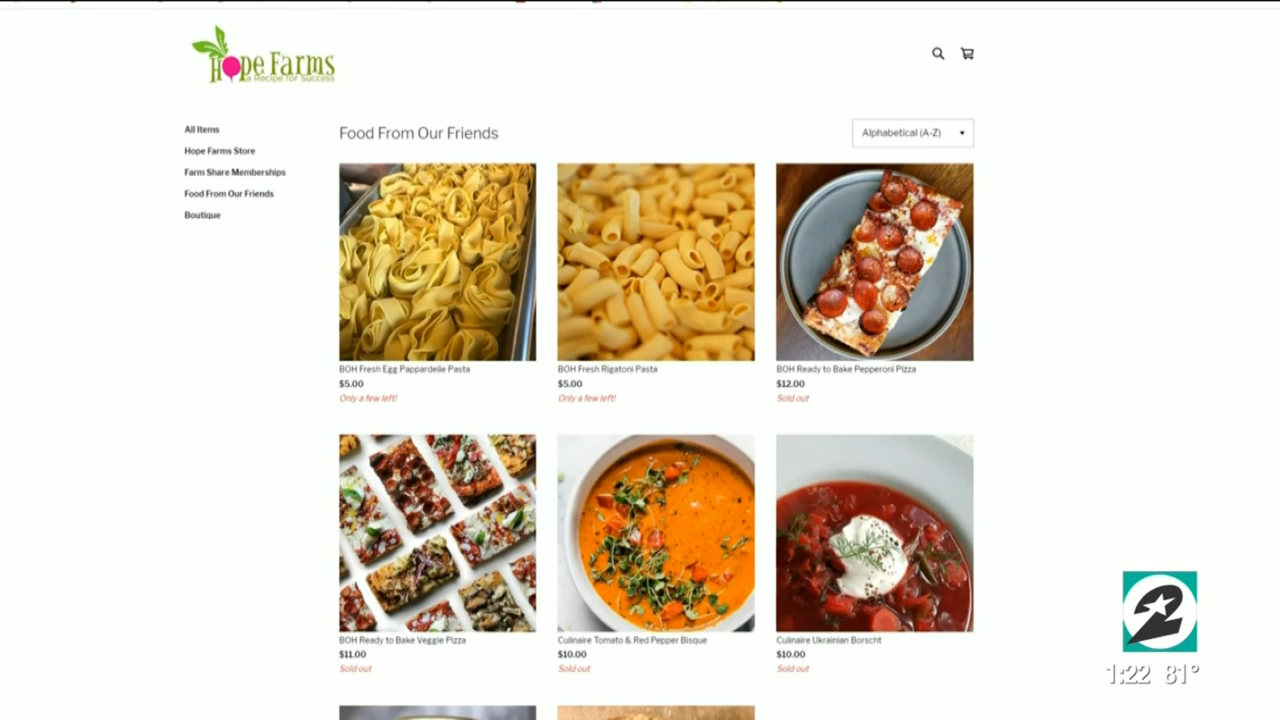 Hope Farms
a Recipe for Success
All Items
Hope Farms Store
Farm Share Memberships
Food From Our Friends
Boutique
Food From Our Friends
Alphabetical (A-Z)
BOH Fresh Egg Pappardelle Pasta
$5.00
Only a few left!
BOH Fresh Rigatoni Pasta
$5.00
Only a few left!
BOH Ready to Bake Pepperoni Pizza
$12.00
Sold out
BOH Ready to Bake Veggie Pizza
$11.00
Sold out
Culinaire Tomato & Red Pepper Bisque
$10.00
Sold out
Culinaire Ukrainian Borscht
$10.00
Sold out
2
1:22 81°